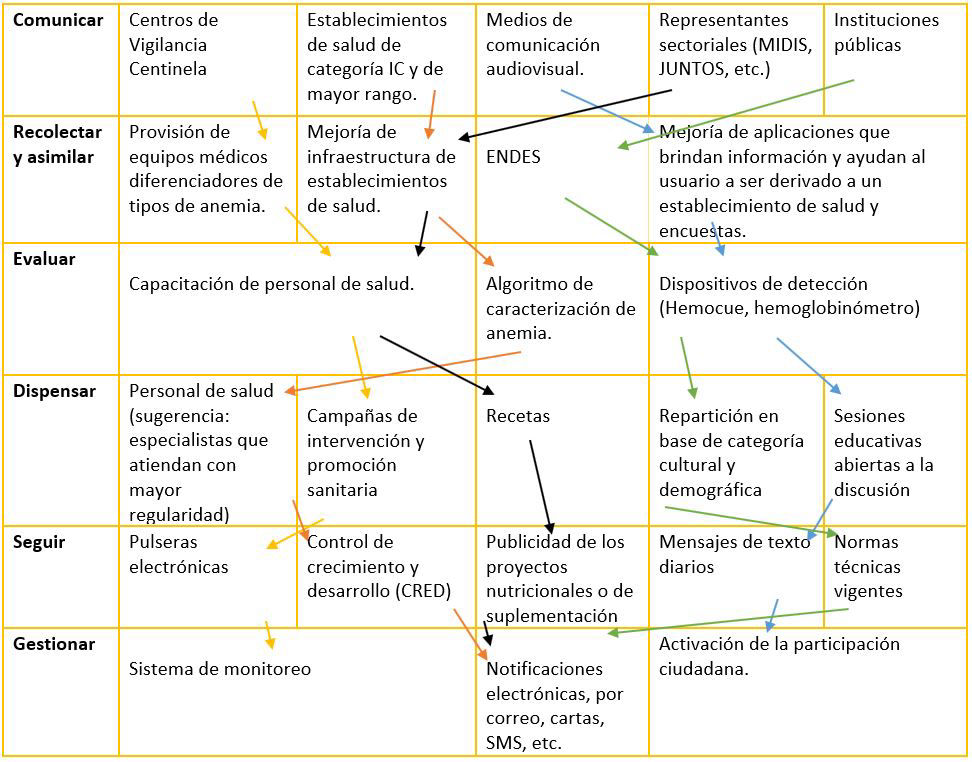 Comunicar
Centros de
Vigilancia
Centinela
Establecimientos
de salud de
categoría IC y de
mayor rango.
Medios de
comunicación
audiovisual.
Representantes
sectoriales (MIDIS,
JUNTOS, etc.)
Instituciones
públicas
Recolectar
y asimilar
Provisión de
equipos médicos
diferenciadores de
tipos de anemia.
Mejoría de
infraestructura de
establecimientos
de salud.
ENDES
Mejoría de aplicaciones que
brindan información y ayudan al
usuario a ser derivado a un
establecimiento de salud y
encuestas.
Evaluar
Capacitación de personal de salud.
Algoritmo de
caracterización de
anemia.
Dispositivos de detección
(Hemocue, hemoglobinómetro)
Dispensar
Personal de salud
(sugerencia:
especialistas que
atiendan con
mayor
regularidad)
Campañas de
intervención y
promoción
sanitaria
Recetas
Repartición en
base de categoría
cultural y
demográfica
Sesiones
educativas
abiertas a la
discusión
Seguir
Pulseras
electrónicas
Control de
crecimiento y
desarrollo (CRED)
Publicidad de los
proyectos
nutricionales o de
suplementación
Mensajes de texto
diarios
Normas
técnicas
vigentes
Gestionar
Sistema de monitoreo
Notificaciones
electrónicas, por
correo, cartas,
SMS, etc.
Activación de la participación
ciudadana.